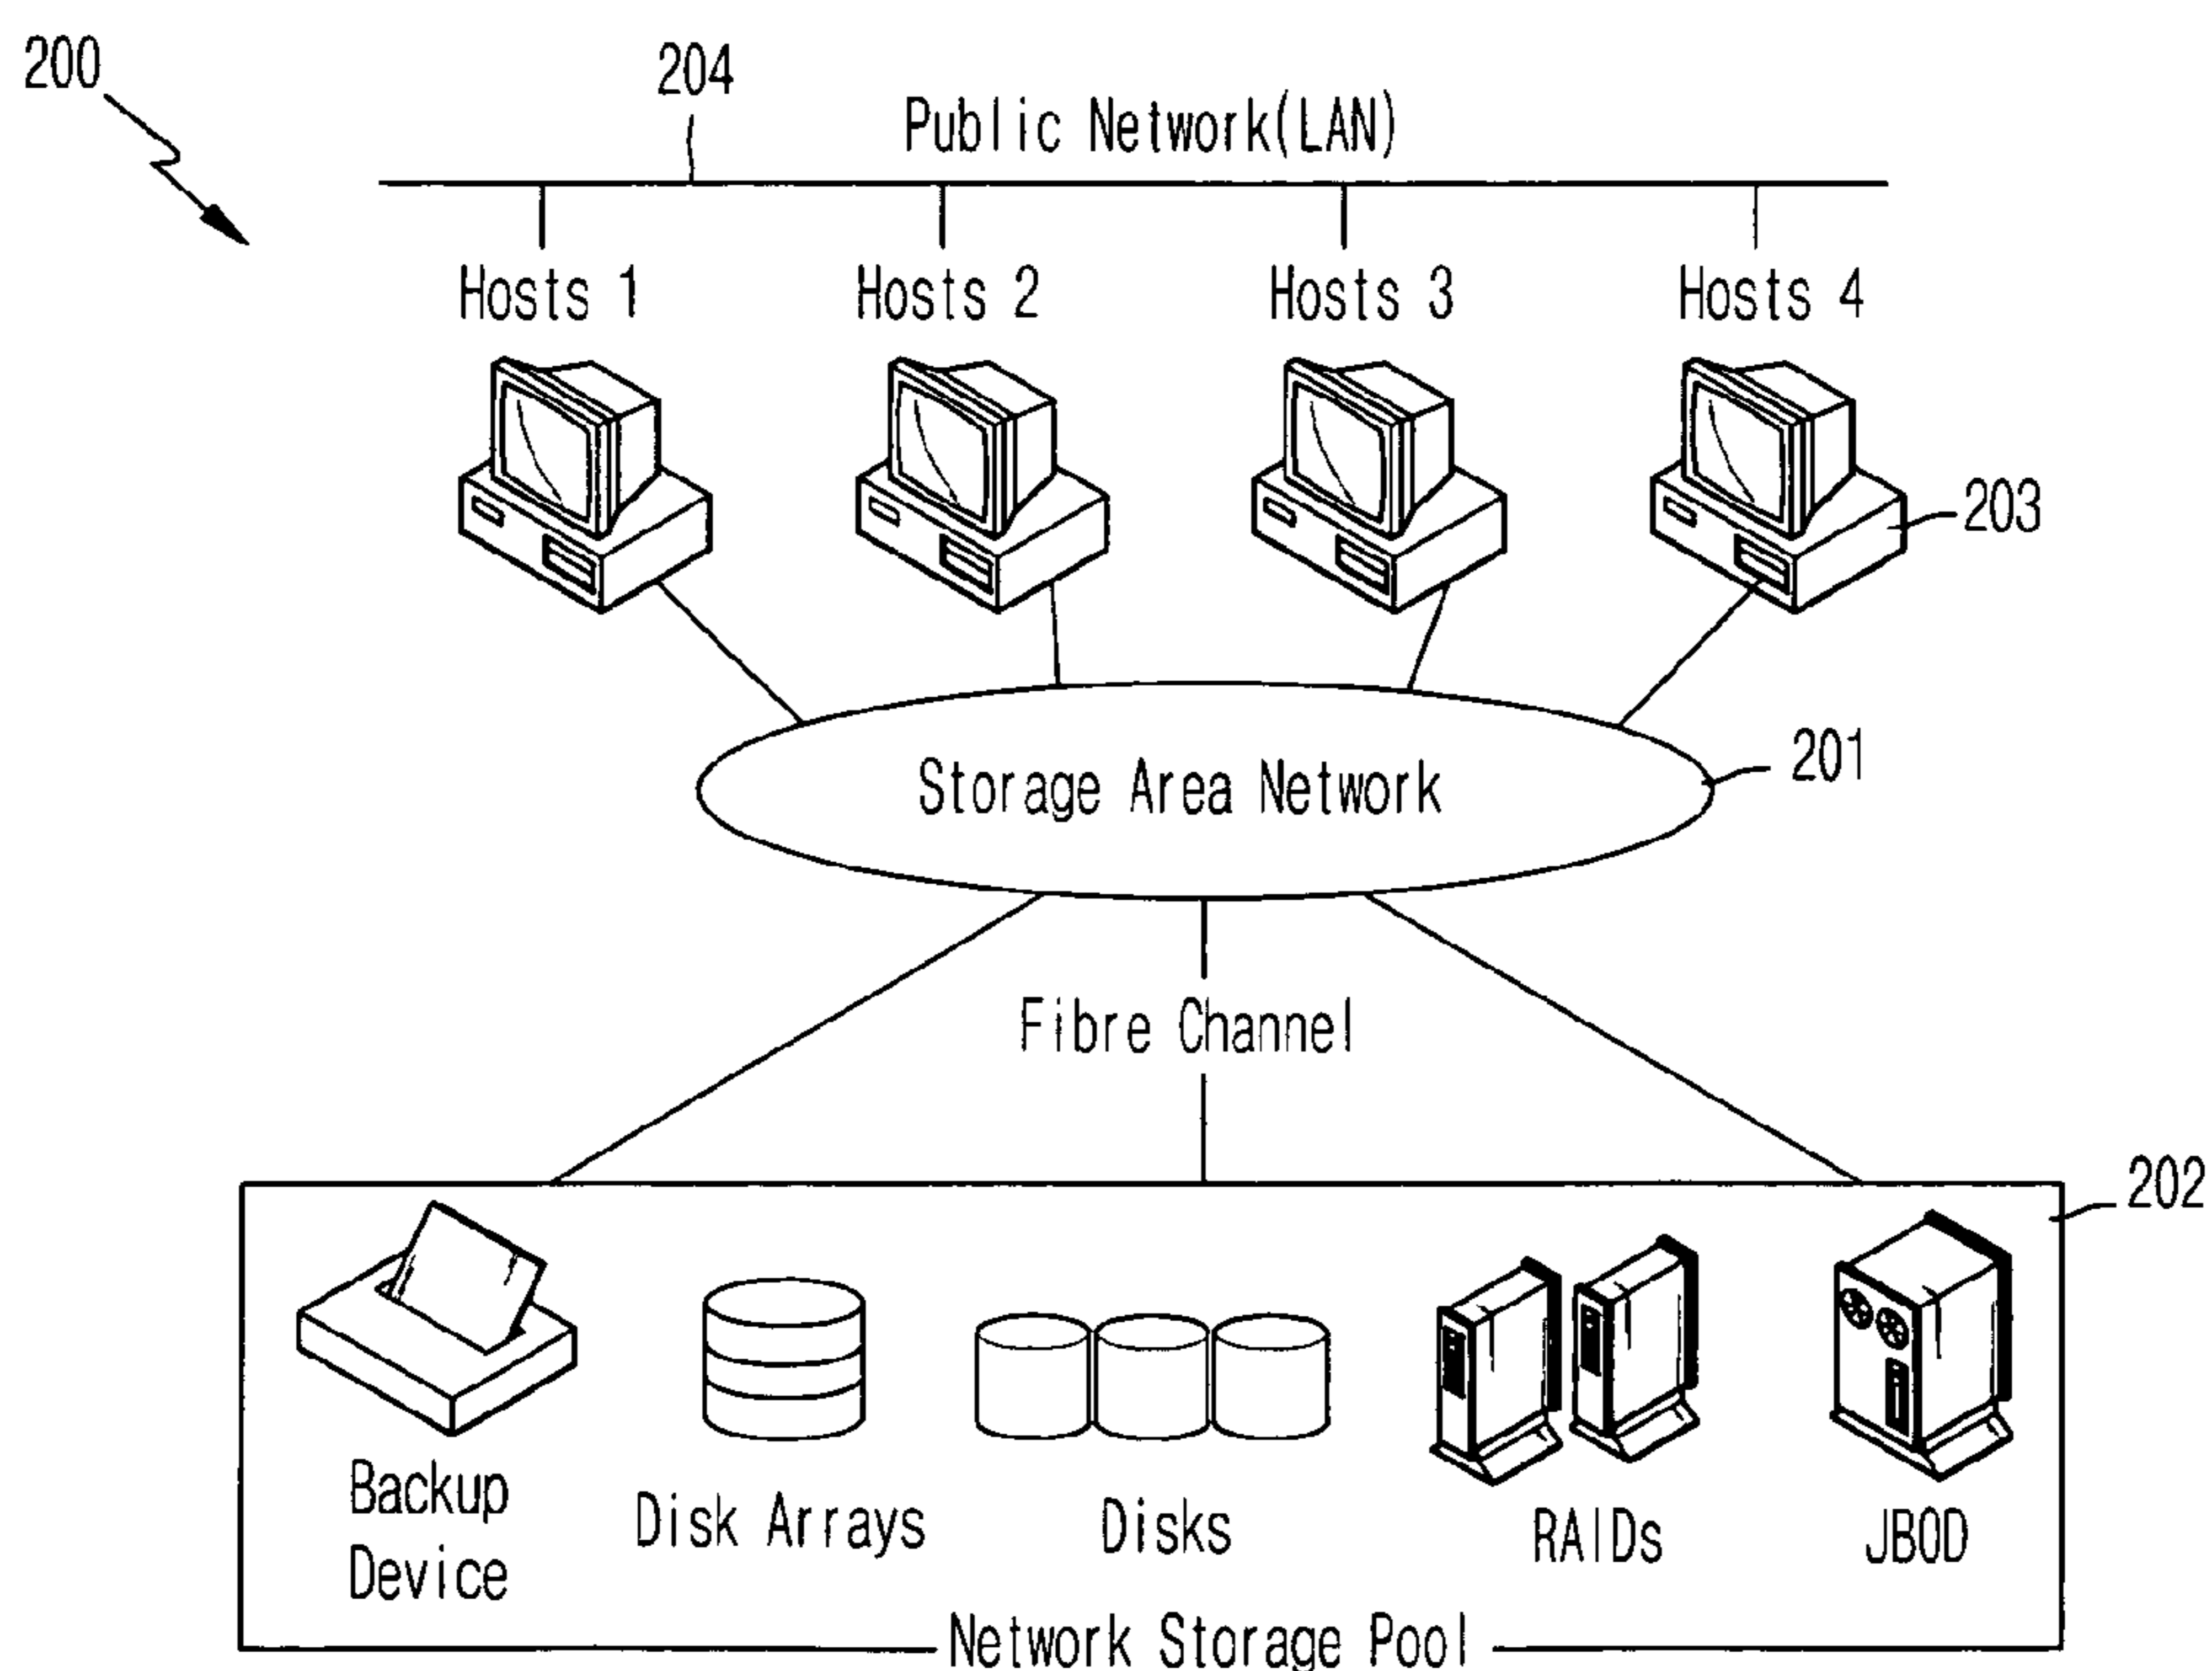 200
204
Public Network(LAN)
Hosts 1
Hosts 2
Hosts 3
Hosts 4
203
Storage Area Network
201
Fibre Channel
202
Backup
Device
Disk Arrays
Disks
RAIDs
JBOD
Network Storage Pool